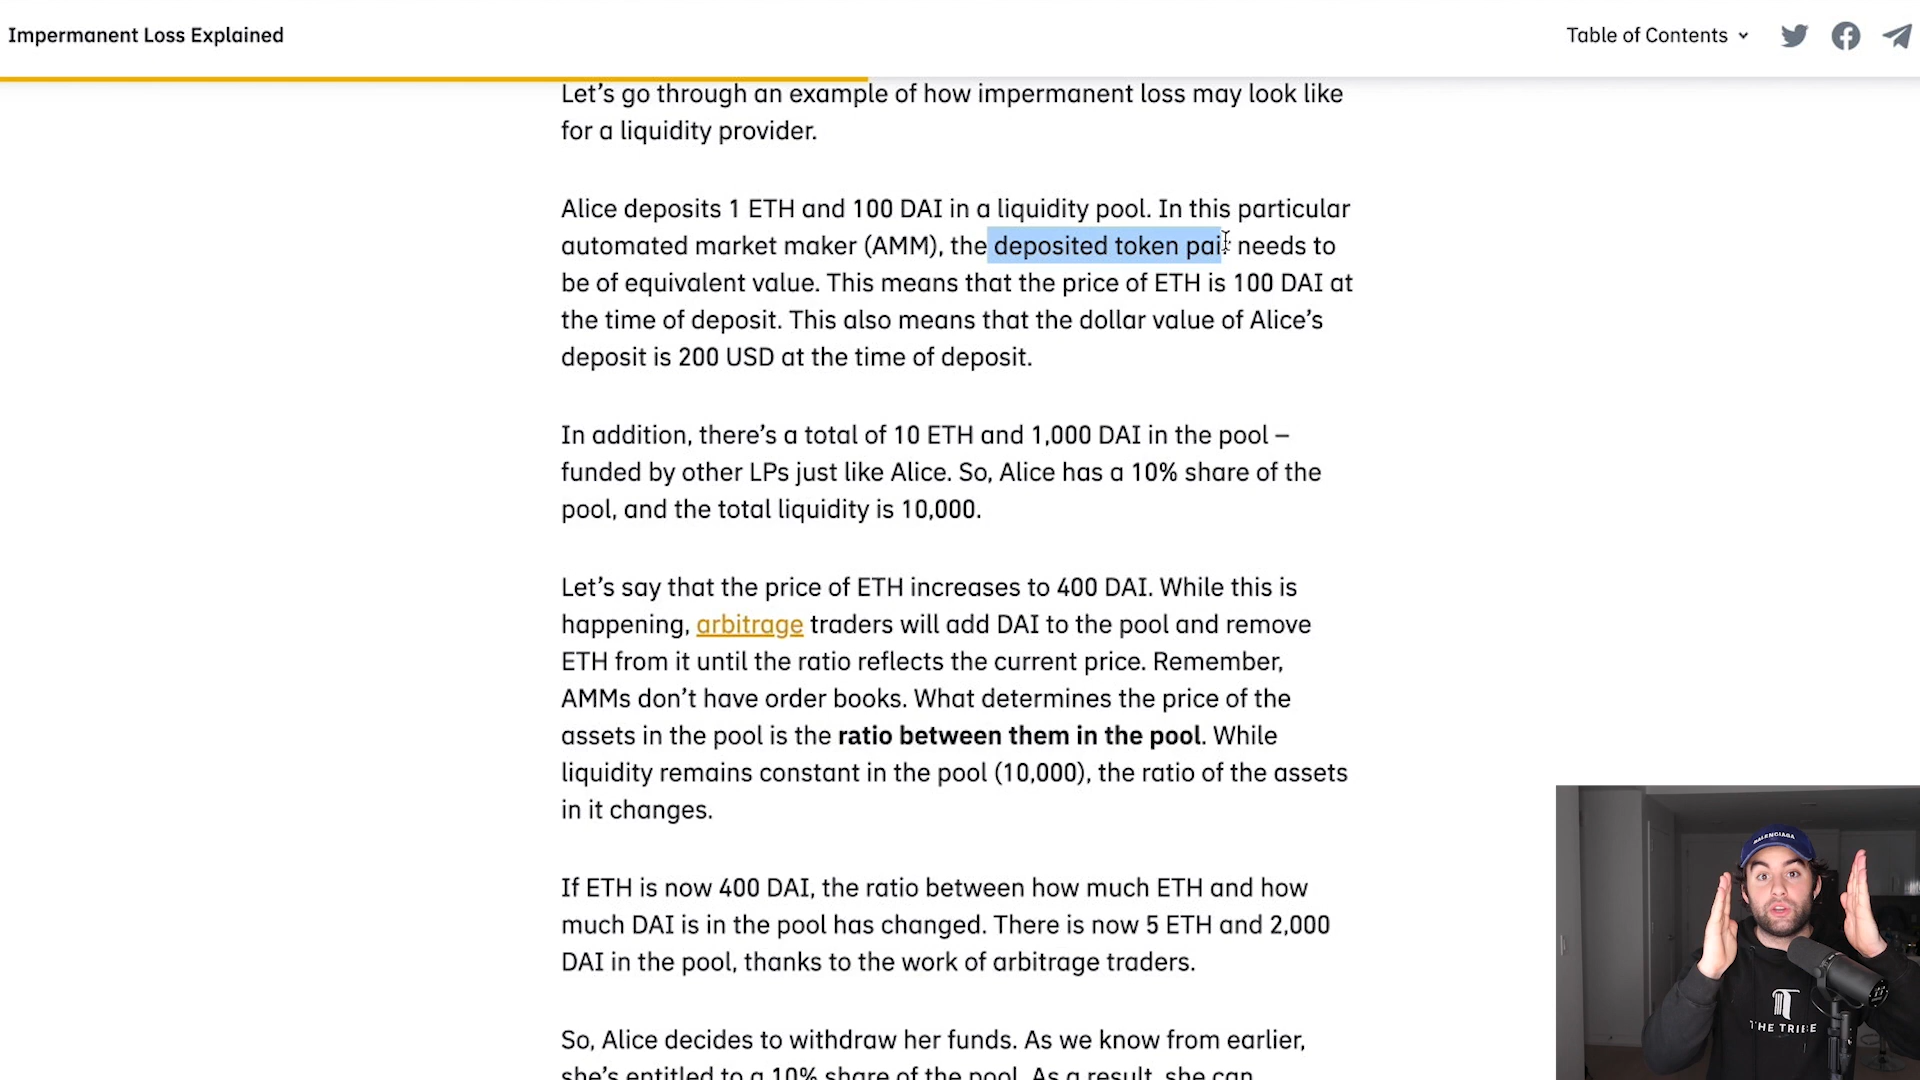 Impermanent Loss Explained
Table of Contents
Let's go through an example of how impermanent loss may look like
for a liquidity provider.
Alice deposits 1 ETH and 100 DAI in a liquidity pool. In this particular
automated market maker (AMM), the deposited token pair needs to
be of equivalent value. This means that the price of ETH is 100 DAI at
the time of deposit. This also means that the dollar value of Alice's
deposit is 200 USD at the time of deposit.
In addition, there's a total of 10 ETH and 1,000 DAI in the pool –
funded by other LPs just like Alice. So, Alice has a 10% share of the
pool, and the total liquidity is 10,000.
Let's say that the price of ETH increases to 400 DAI. While this is
happening, arbitrage traders will add DAI to the pool and remove
ETH from it until the ratio reflects the current price. Remember,
AMMs don't have order books. What determines the price of the
assets in the pool is the ratio between them in the pool. While
liquidity remains constant in the pool (10,000), the ratio of the assets
in it changes.
If ETH is now 400 DAI, the ratio between how much ETH and how
much DAI is in the pool has changed. There is now 5 ETH and 2,000
DAI in the pool, thanks to the work of arbitrage traders.
So, Alice decides to withdraw her funds. As we know from earlier,
she's entitled to a 10% share of the pool. As a result, she can
BALENCIAGA
THE TRIBE